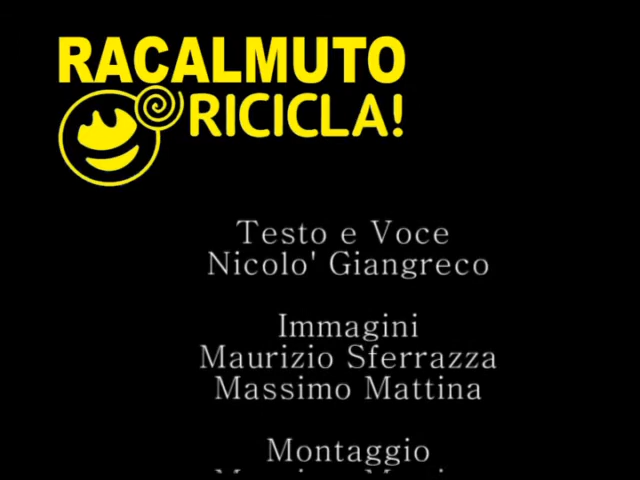 RACALMUTO
RICICLA!
Testo e Voce
Nicolo' Giangreco
Immagini
Maurizio Sferrazza
Massimo Mattina
Montaggio